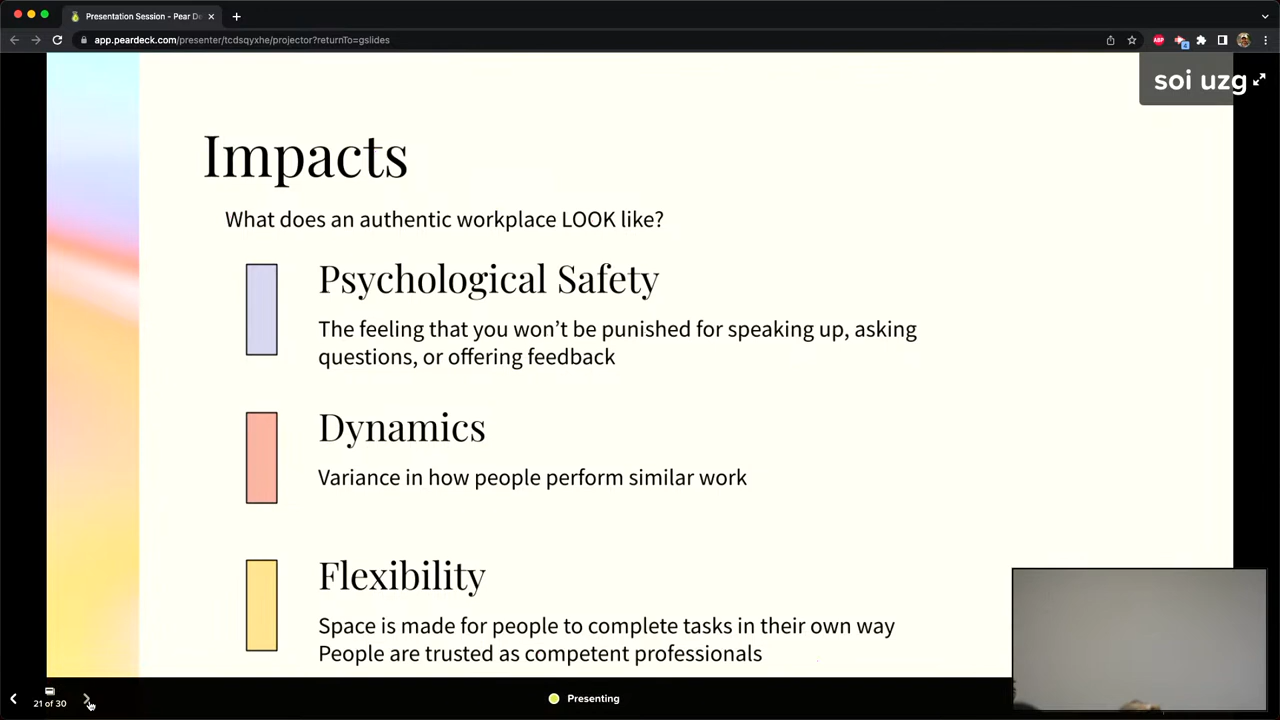 Presentation Session - Pear De
app.peardeck.com/presenter/tcdsqyxhe/projector?returnTo=gslides
ABP
4
soi uzg
Impacts
What does an authentic workplace LOOK like?
Psychological Safety
The feeling that you won’t be punished for speaking up, asking
questions, or offering feedback
Dynamics
Variance in how people perform similar work
Flexibility
Space is made for people to complete tasks in their own way
People are trusted as competent professionals
21 of 30
Presenting